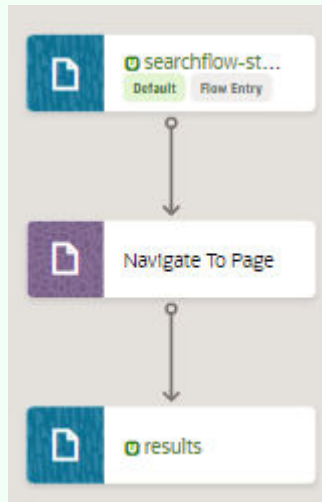 searchflow-st...
Default Flow Entry
Navigate To Page
results